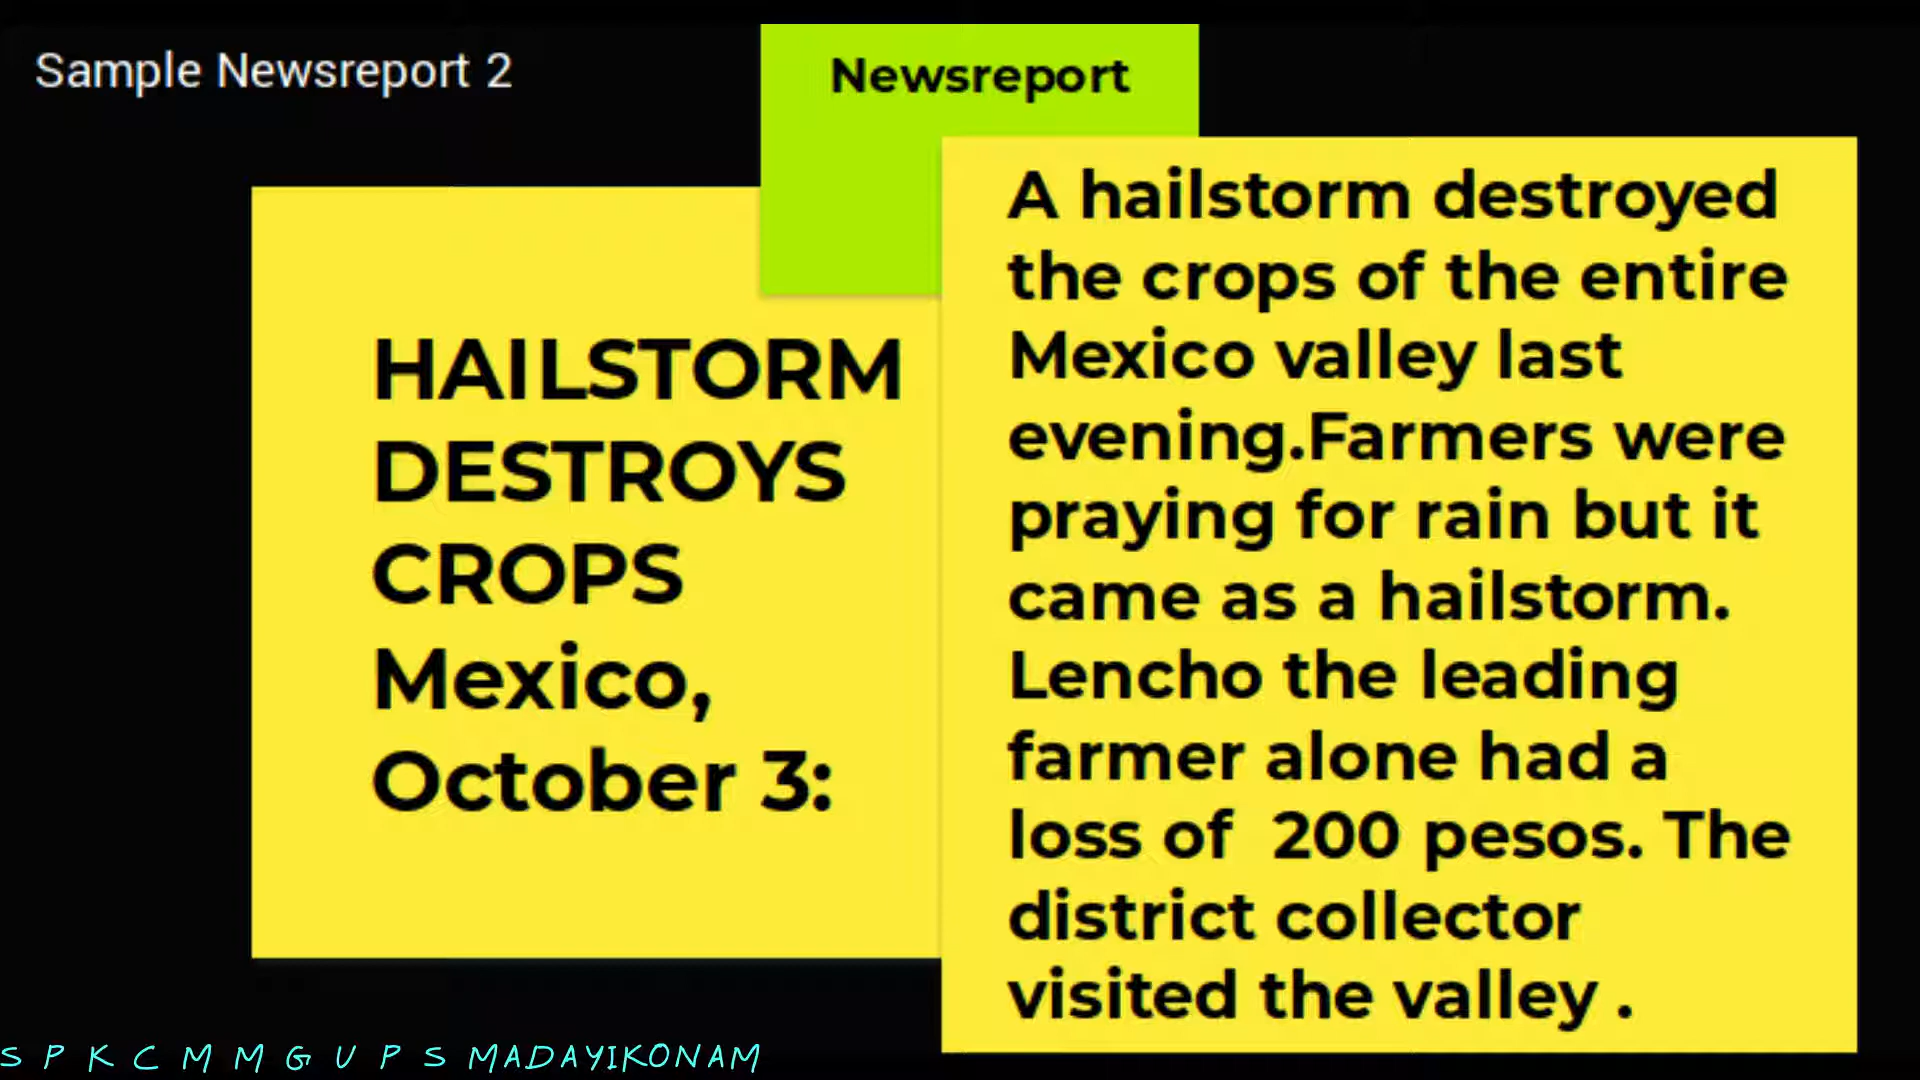 Sample Newsreport 2
Newsreport
HAILSTORM
DESTROYS
CROPS
Mexico,
October 3:
A hailstorm destroyed
the crops of the entire
Mexico valley last
evening.Farmers were
praying for rain but it
came as a hailstorm.
Lencho the leading
farmer alone had a
loss of  200 pesos. The
district collector
visited the valley .
S P K C M M G U P S MADAYIKONAM